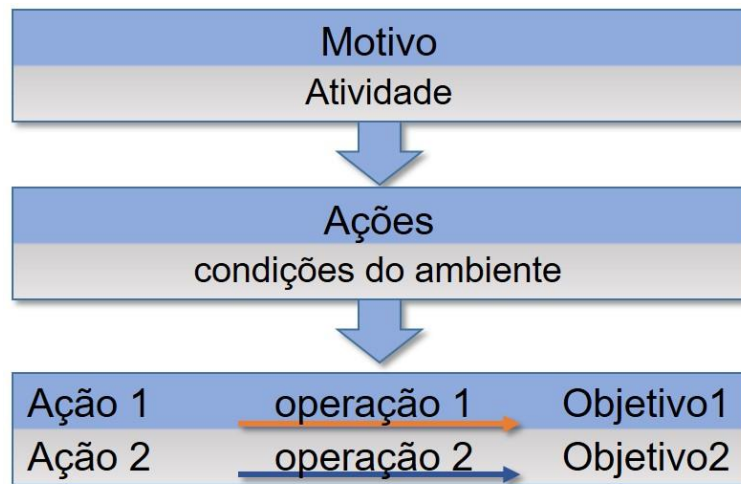 Motivo
Atividade
Ações
condições do ambiente
Ação 1 operação 1 Objetivo1
Ação 2 operação 2 Objetivo2